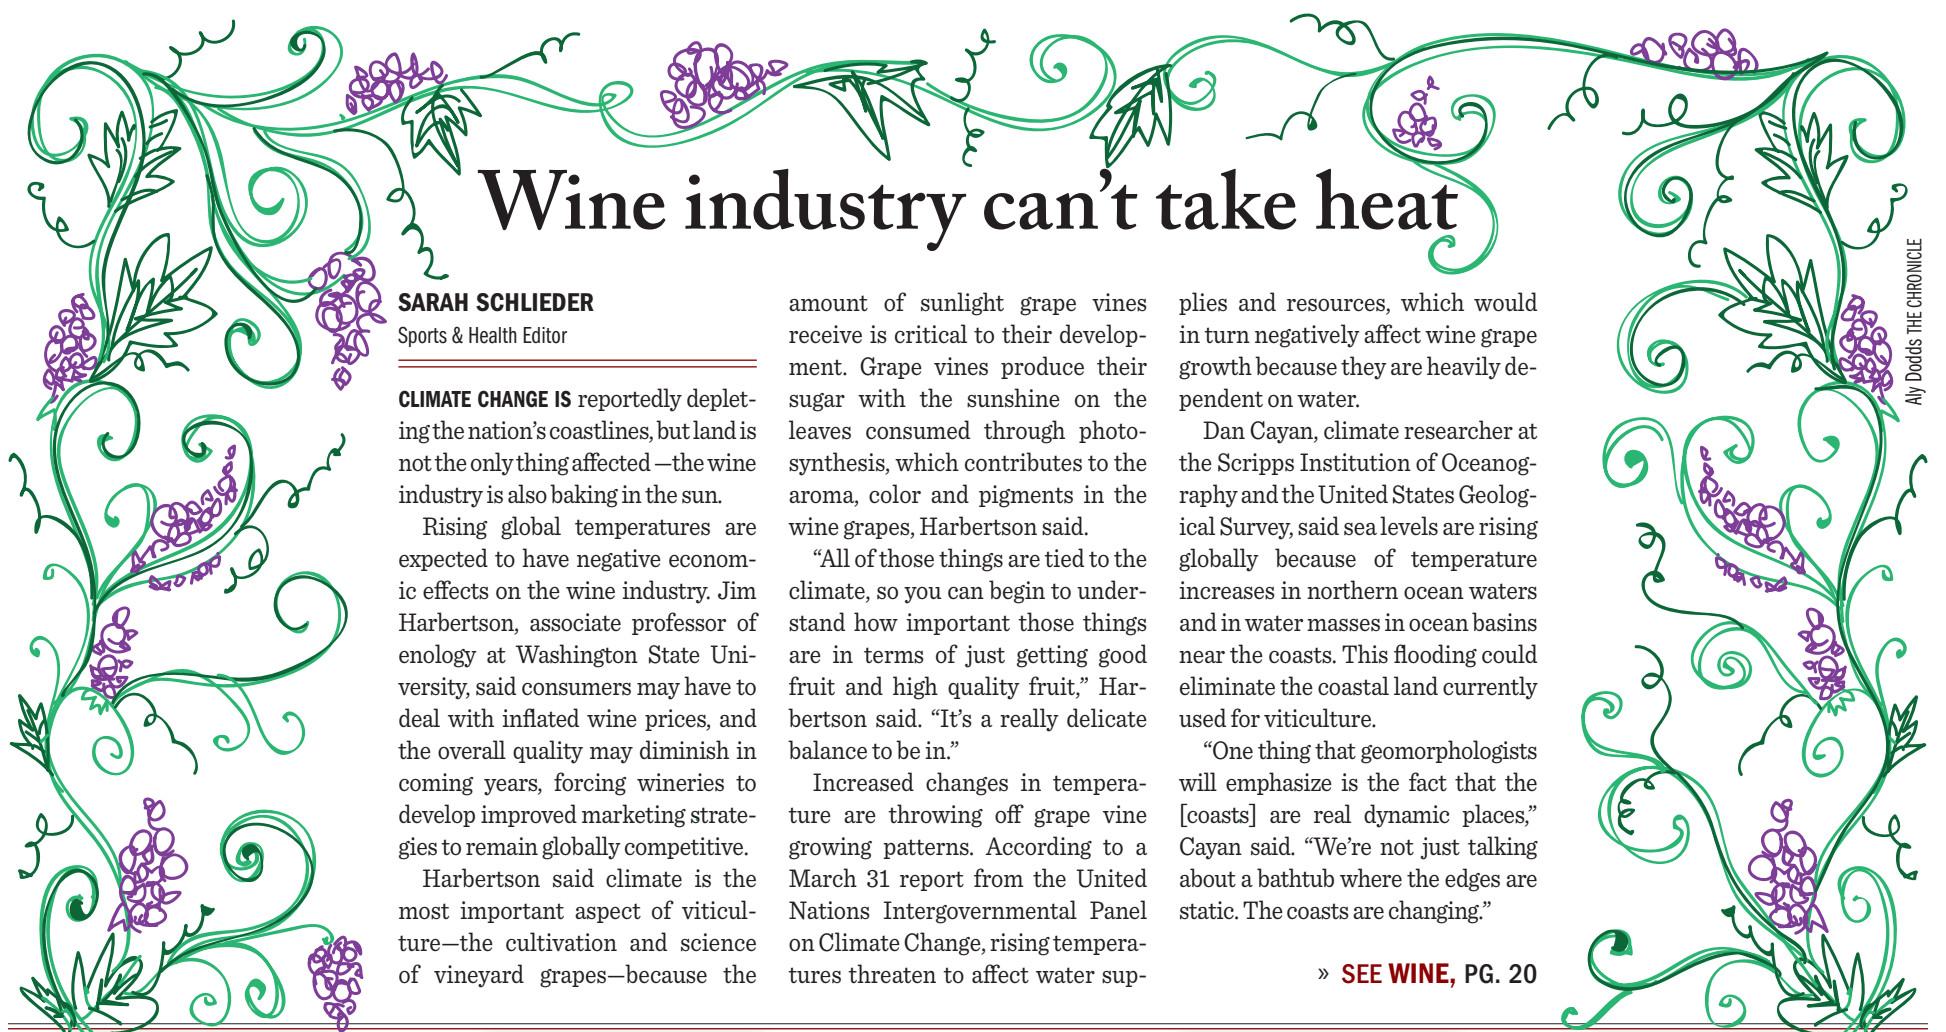 Wine industry can't take heat
SARAH SCHLIEDER
Sports & Health Editor
CLIMATE CHANGE IS reportedly deplet-
ing the nation's coastlines, but land is
not the only thing affected —the wine
industry is also baking in the sun.
Rising global temperatures are
expected to have negative econom-
ic effects on the wine industry. Jim
Harbertson, associate professor of
enology at Washington State Uni-
versity, said consumers may have to
deal with inflated wine prices, and
the overall quality may diminish in
coming years, forcing wineries to
develop improved marketing strate-
gies to remain globally competitive.
Harbertson said climate is the
most important aspect of viticul-
ture—the cultivation and science
of vineyard grapes—because the
amount of sunlight grape vines
receive is critical to their develop-
ment. Grape vines produce their
sugar with the sunshine on the
leaves consumed through photo-
synthesis, which contributes to the
aroma, color and pigments in the
wine grapes, Harbertson said.
“All of those things are tied to the
climate, so you can begin to under-
stand how important those things
are in terms of just getting good
fruit and high quality fruit,” Har-
bertson said. “It's a really delicate
balance to be in.”
Increased changes in tempera-
ture are throwing off grape vine
growing patterns. According to a
March 31 report from the United
Nations Intergovernmental Panel
on Climate Change, rising tempera-
tures threaten to affect water sup-
plies and resources, which would
in turn negatively affect wine grape
growth because they are heavily de-
pendent on water.
Dan Cayan, climate researcher at
the Scripps Institution of Oceanog-
raphy and the United States Geolog-
ical Survey, said sea levels are rising
globally because of temperature
increases in northern ocean waters
and in water masses in ocean basins
near the coasts. This flooding could
eliminate the coastal land currently
used for viticulture.
“One thing that geomorphologists
will emphasize is the fact that the
[coasts] are real dynamic places,”
Cayan said. “We're not just talking
about a bathtub where the edges are
static. The coasts are changing.”
» SEE WINE, PG. 20
Aly Dodds THE CHRONICLE